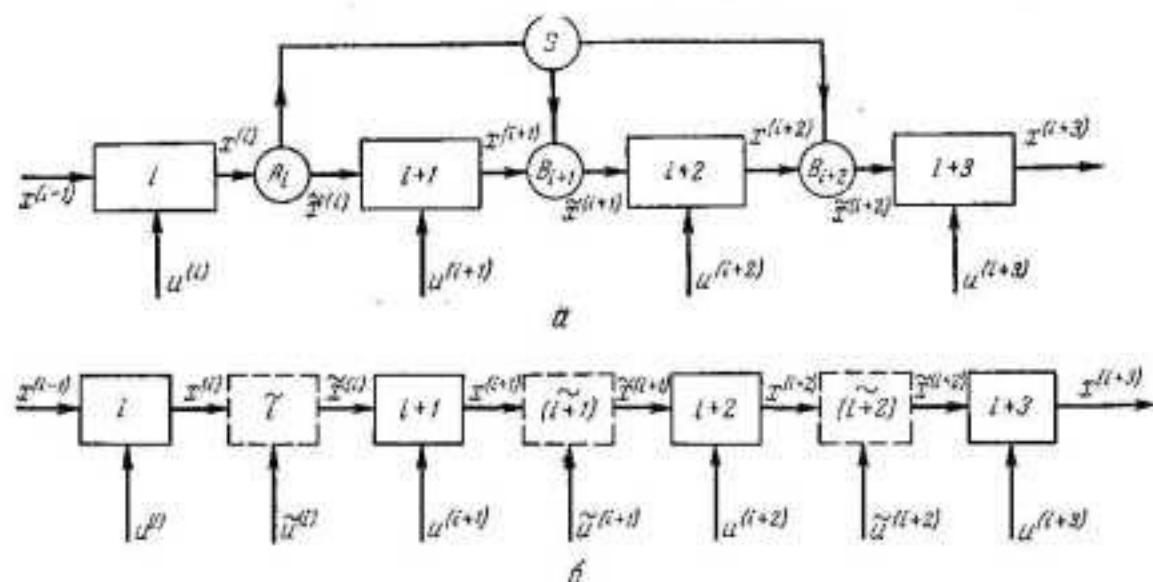 S
x^(i) x^(i+1) x^(i+2) x^(i+3)
i A_i i+1 B_{i+1} i+2 B_{i+2} i+3
x^(i-1) x̃^(i) x̃^(i+1) x̃^(i+2)
u^(i) u^(i+1) u^(i+2) u^(i+3)
а
x^(i-1) x^(i) x̃^(i) x^(i+1) x̃^(i+1) x^(i+2) x̃^(i+2) x^(i+3)
i ĩ i+1 (ĩ+1) i+2 (ĩ+2) i+3
u^(i) ũ^(i) u^(i+1) ũ^(i+1) u^(i+2) ũ^(i+2) u^(i+3)
б